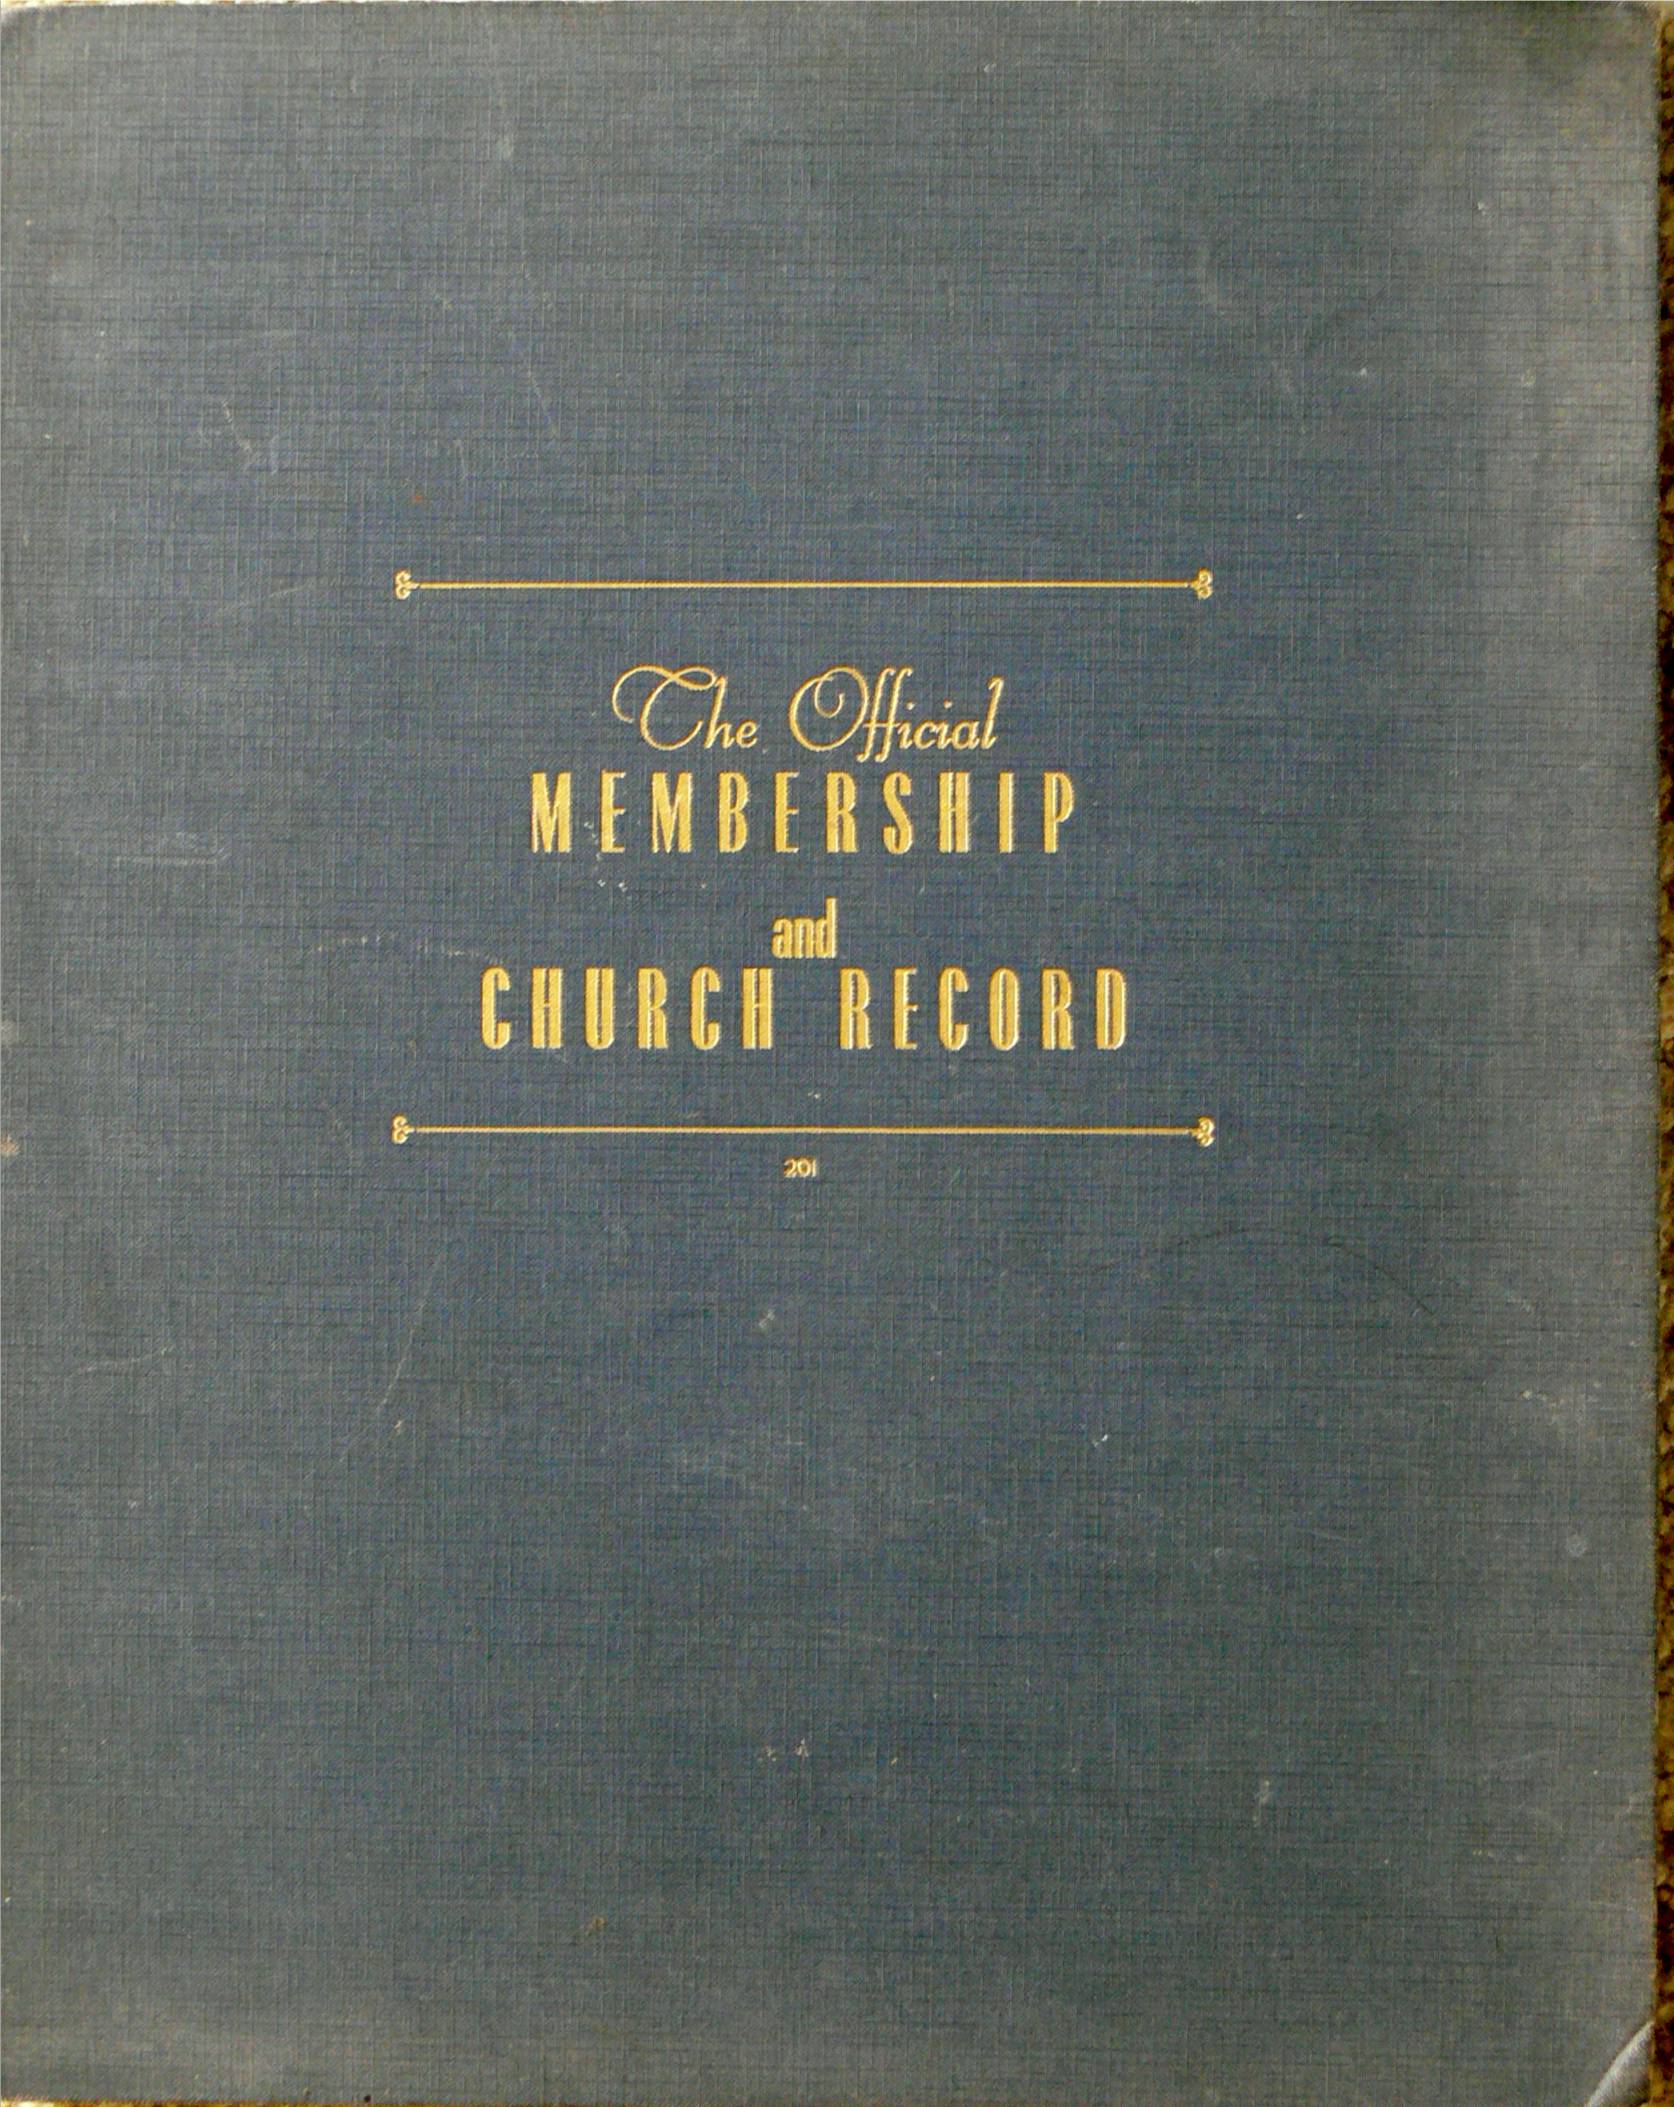 The Official
MEMBERSHIP
and
CHURCH RECORD
201